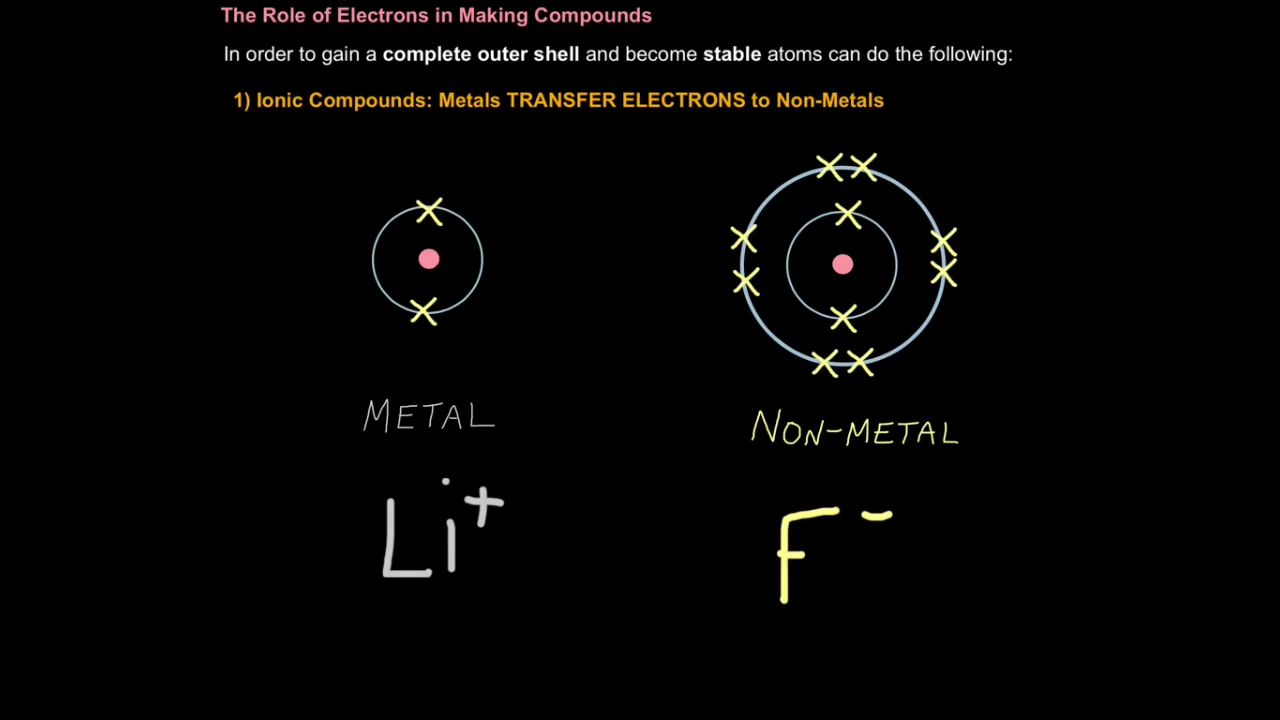 The Role of Electrons in Making Compounds
In order to gain a complete outer shell and become stable atoms can do the following:
1) Ionic Compounds: Metals TRANSFER ELECTRONS to Non-Metals
METAL
NON-METAL
Li+
F-